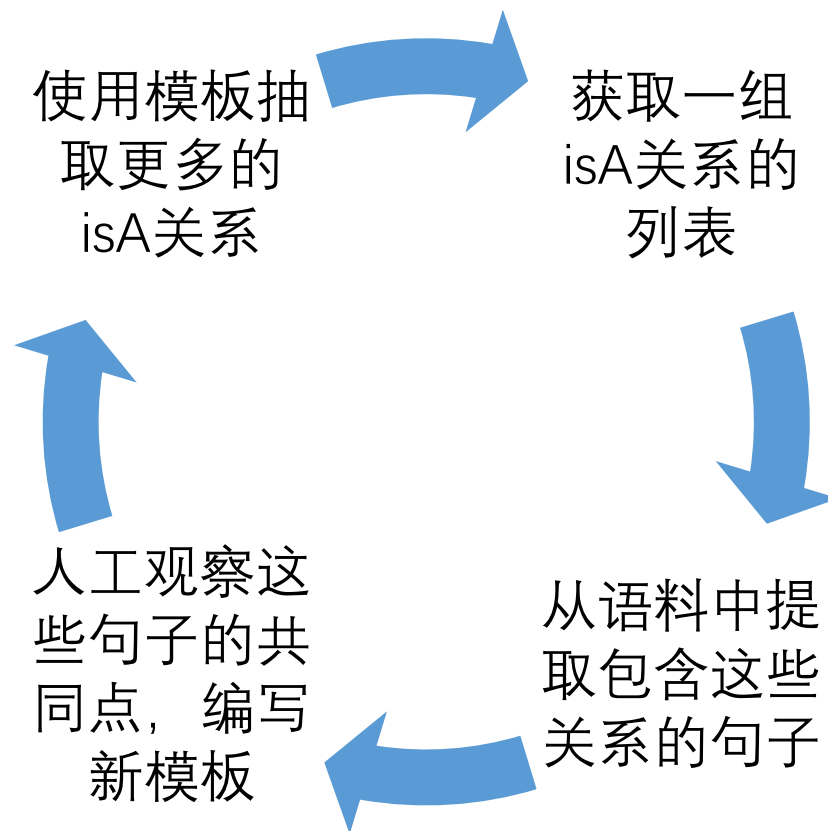 使用模板抽
取更多的
isA关系
获取一组
isA关系的
列表
从语料中提
取包含这些
关系的句子
人工观察这
些句子的共
同点，编写
新模板